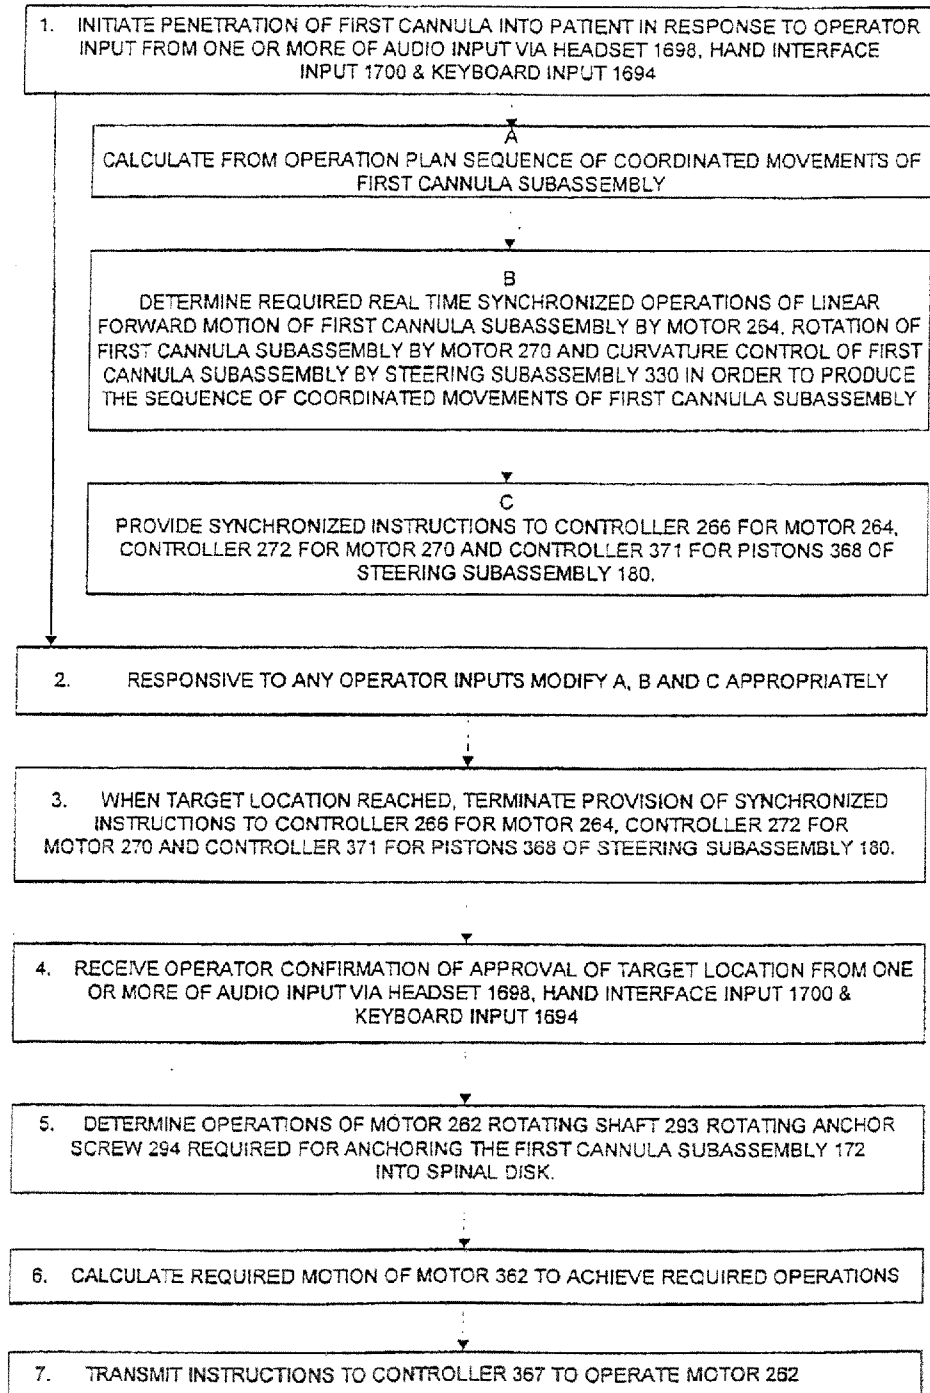 1. INITIATE PENETRATION OF FIRST CANNULA INTO PATIENT IN RESPONSE TO OPERATOR
INPUT FROM ONE OR MORE OF AUDIO INPUT VIA HEADSET 1698, HAND INTERFACE
INPUT 1700 & KEYBOARD INPUT 1694
A
CALCULATE FROM OPERATION PLAN SEQUENCE OF COORDINATED MOVEMENTS OF
FIRST CANNULA SUBASSEMBLY
B
DETERMINE REQUIRED REAL TIME SYNCHRONIZED OPERATIONS OF LINEAR
FORWARD MOTION OF FIRST CANNULA SUBASSEMBLY BY MOTOR 264, ROTATION OF
FIRST CANNULA SUBASSEMBLY BY MOTOR 270 AND CURVATURE CONTROL OF FIRST
CANNULA SUBASSEMBLY BY STEERING SUBASSEMBLY 330 IN ORDER TO PRODUCE
THE SEQUENCE OF COORDINATED MOVEMENTS OF FIRST CANNULA SUBASSEMBLY
C
PROVIDE SYNCHRONIZED INSTRUCTIONS TO CONTROLLER 266 FOR MOTOR 264,
CONTROLLER 272 FOR MOTOR 270 AND CONTROLLER 371 FOR PISTONS 368 OF
STEERING SUBASSEMBLY 180.
2. RESPONSIVE TO ANY OPERATOR INPUTS MODIFY A, B AND C APPROPRIATELY
3. WHEN TARGET LOCATION REACHED, TERMINATE PROVISION OF SYNCHRONIZED
INSTRUCTIONS TO CONTROLLER 266 FOR MOTOR 264, CONTROLLER 272 FOR
MOTOR 270 AND CONTROLLER 371 FOR PISTONS 368 OF STEERING SUBASSEMBLY 180.
4. RECEIVE OPERATOR CONFIRMATION OF APPROVAL OF TARGET LOCATION FROM ONE
OR MORE OF AUDIO INPUT VIA HEADSET 1698, HAND INTERFACE INPUT 1700 &
KEYBOARD INPUT 1694
5. DETERMINE OPERATIONS OF MOTOR 262 ROTATING SHAFT 293 ROTATING ANCHOR
SCREW 294 REQUIRED FOR ANCHORING THE FIRST CANNULA SUBASSEMBLY 172
INTO SPINAL DISK.
6. CALCULATE REQUIRED MOTION OF MOTOR 362 TO ACHIEVE REQUIRED OPERATIONS
7. TRANSMIT INSTRUCTIONS TO CONTROLLER 367 TO OPERATE MOTOR 262